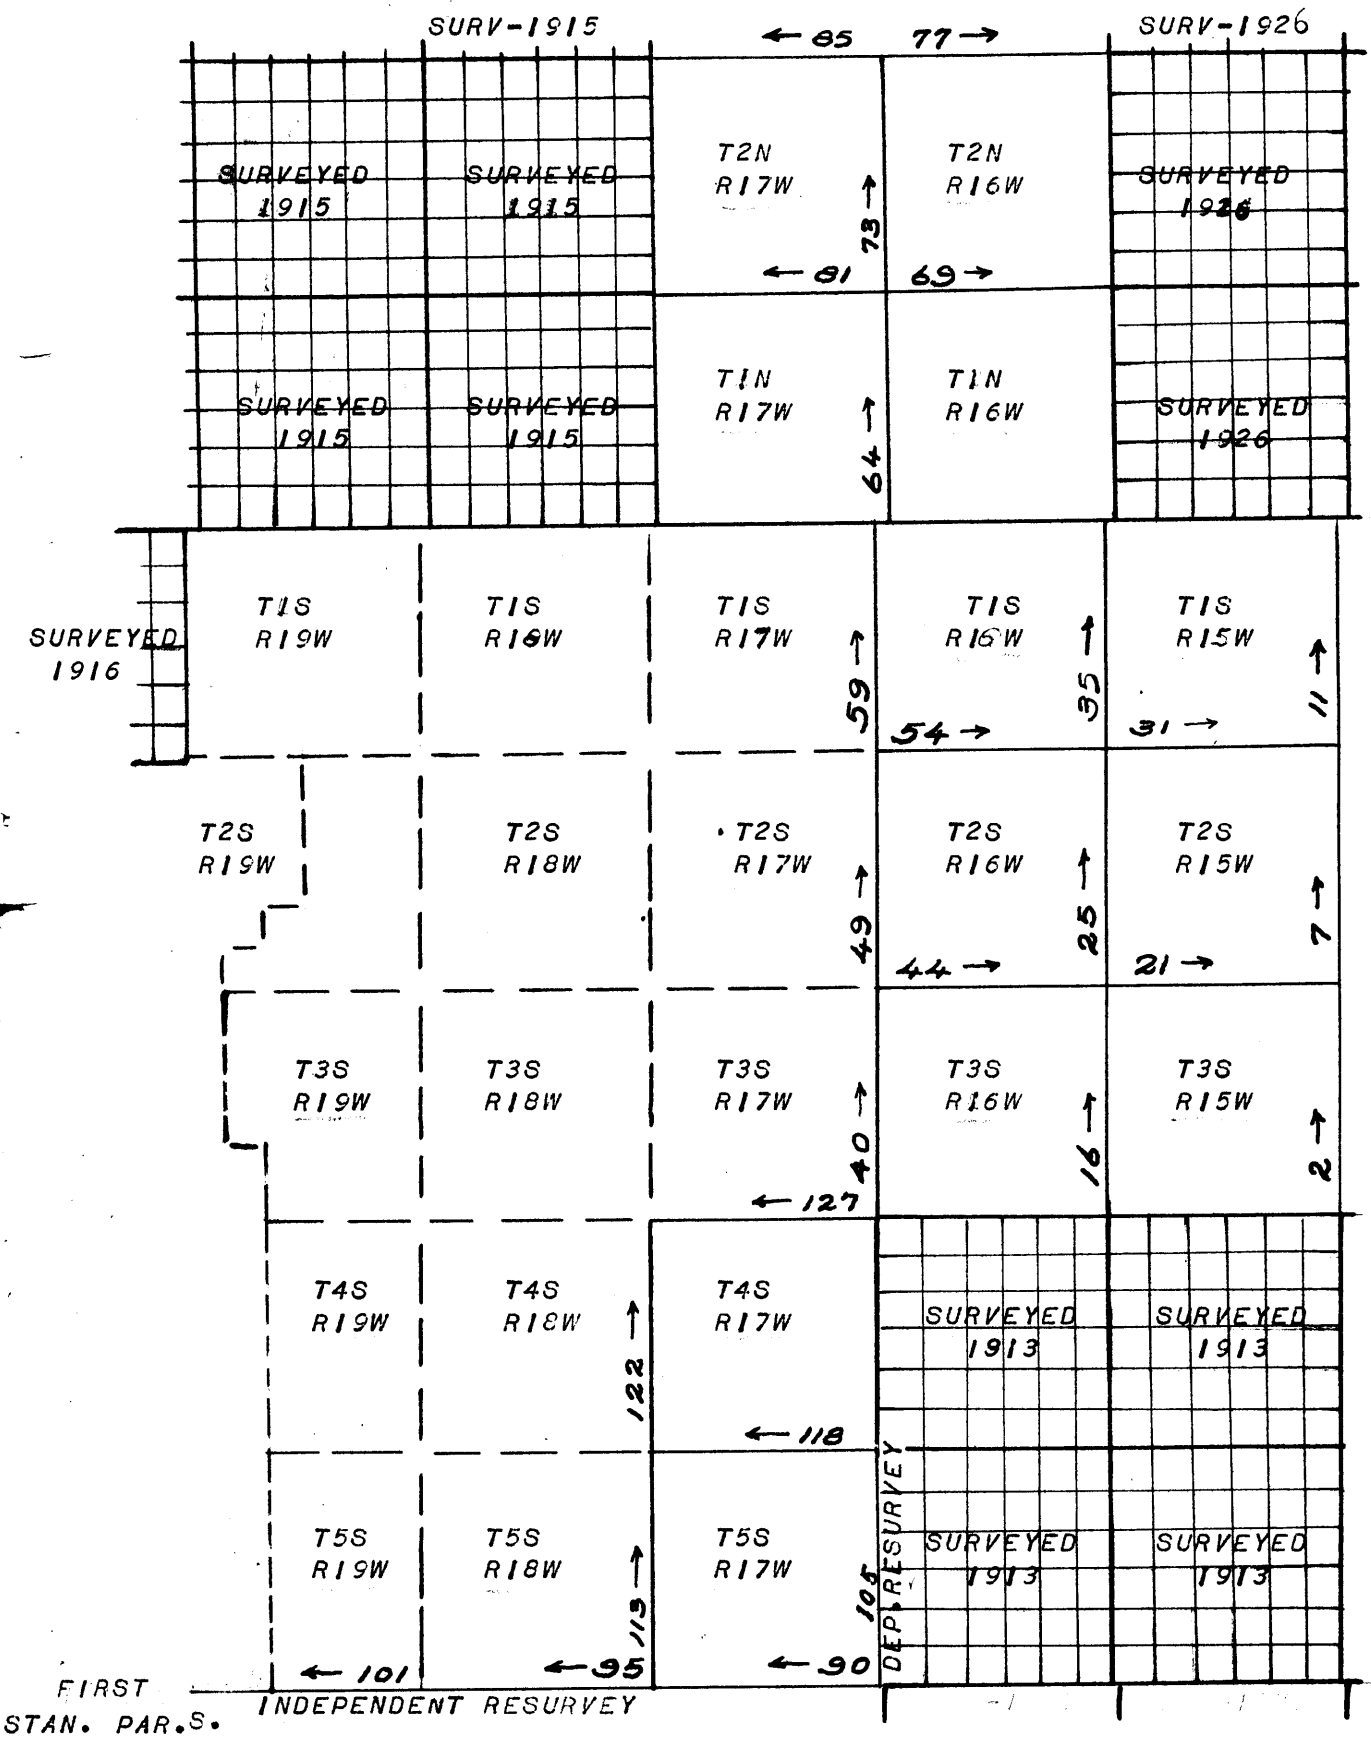 SURV-1915
← 85 77 →
SURV-1926
SURVEYED
1915
SURVEYED
1915
T2N
R17W
73 →
T2N
R16W
SURVEYED
1926
← 81
69 →
SURVEYED
1915
SURVEYED
1915
T1N
R17W
64 →
T1N
R16W
SURVEYED
1926
SURVEYED
1916
T1S
R19W
T1S
R18W
T1S
R17W
59 →
T1S
R16W
35 →
T1S
R15W
11 →
54 →
31 →
T2S
R19W
T2S
R18W
T2S
R17W
49 →
T2S
R16W
25 →
T2S
R15W
7 →
44 →
21 →
T3S
R19W
T3S
R18W
T3S
R17W
40 →
T3S
R16W
16 →
T3S
R15W
2 →
← 127
T4S
R19W
T4S
R18W
122 →
T4S
R17W
SURVEYED
1913
SURVEYED
1913
← 118
T5S
R19W
T5S
R18W
113 →
T5S
R17W
105
DEP. RESURVEY
SURVEYED
1913
SURVEYED
1913
← 101
← 95
← 90
FIRST
STAN. PAR. S.
INDEPENDENT RESURVEY